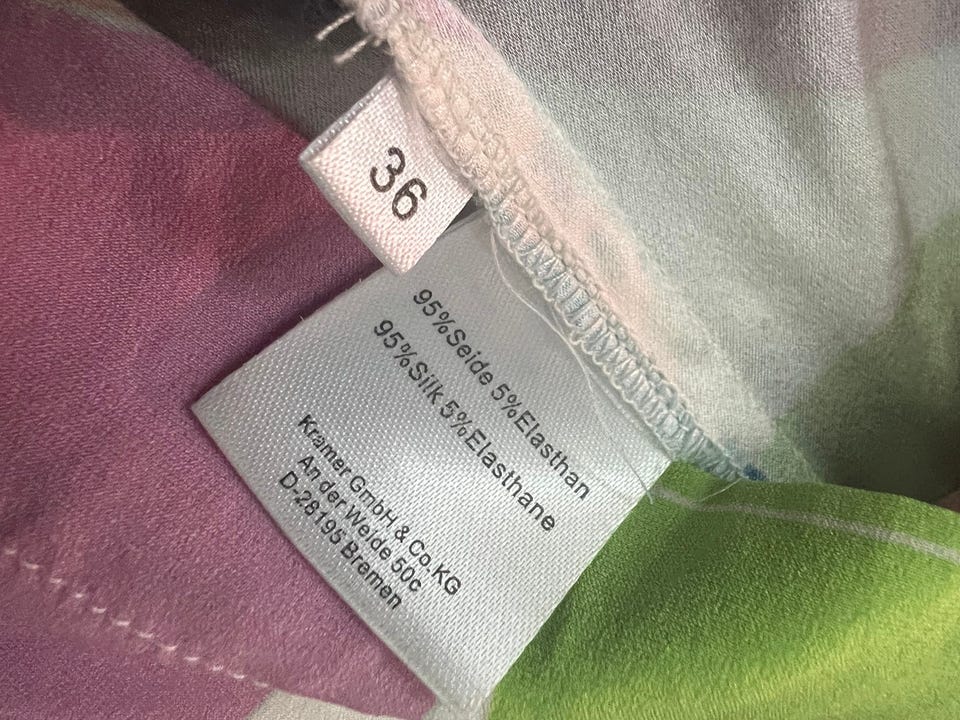 36
95%Seide 5%Elasthan
95%Silk 5%Elasthane
Kramer GmbH & Co.KG
An der Weide 50c
D-28195 Bremen